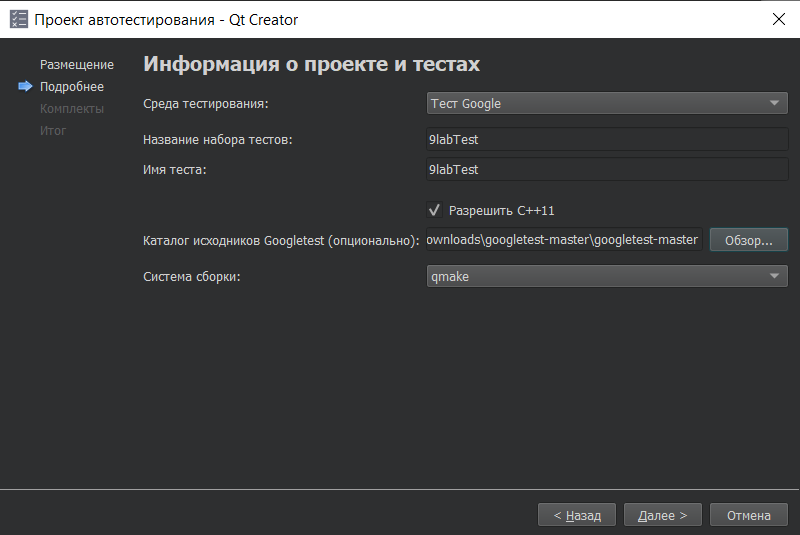 Проект автотестирования - Qt Creator
Размещение
Подробнее
Комплекты
Итог
Информация о проекте и тестах
Среда тестирования: Тест Google
Название набора тестов: 9labTest
Имя теста: 9labTest
Разрешить C++11
Каталог исходников Googletest (опционально): ownloads\googletest-master\googletest-master Обзор...
Система сборки: qmake
< Назад Далее > Отмена